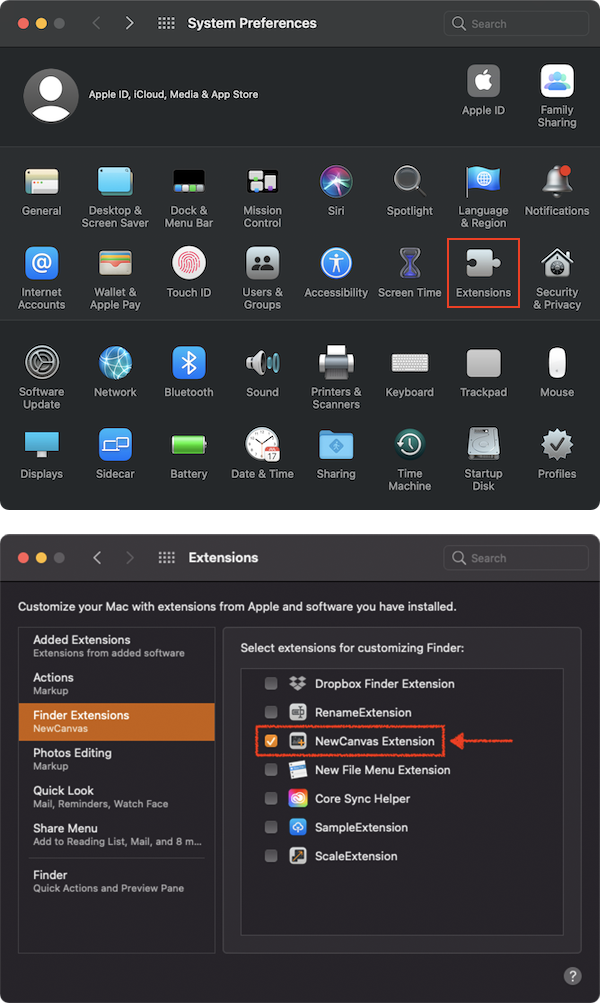 System Preferences
Search
Apple ID, iCloud, Media & App Store
Apple ID
Family
Sharing
General
Desktop &
Screen Saver
Dock &
Menu Bar
Mission
Control
Siri
Spotlight
Language
& Region
Notifications
Internet
Accounts
Wallet &
Apple Pay
Touch ID
Users &
Groups
Accessibility
Screen Time
Extensions
Security
& Privacy
Software
Update
Network
Bluetooth
Sound
Printers &
Scanners
Keyboard
Trackpad
Mouse
Displays
Sidecar
Battery
JUL
17
Date & Time
Sharing
Time
Machine
Startup
Disk
Profiles
Extensions
Search
Customize your Mac with extensions from Apple and software you have installed.
Added Extensions
Extensions from added software
Actions
Markup
Finder Extensions
NewCanvas
Photos Editing
Markup
Quick Look
Mail, Reminders, Watch Face
Share Menu
Add to Reading List, Mail, and 8 m...
Finder
Quick Actions and Preview Pane
Select extensions for customizing Finder:
Dropbox Finder Extension
RenameExtension
NewCanvas Extension
New File Menu Extension
Core Sync Helper
SampleExtension
ScaleExtension
?